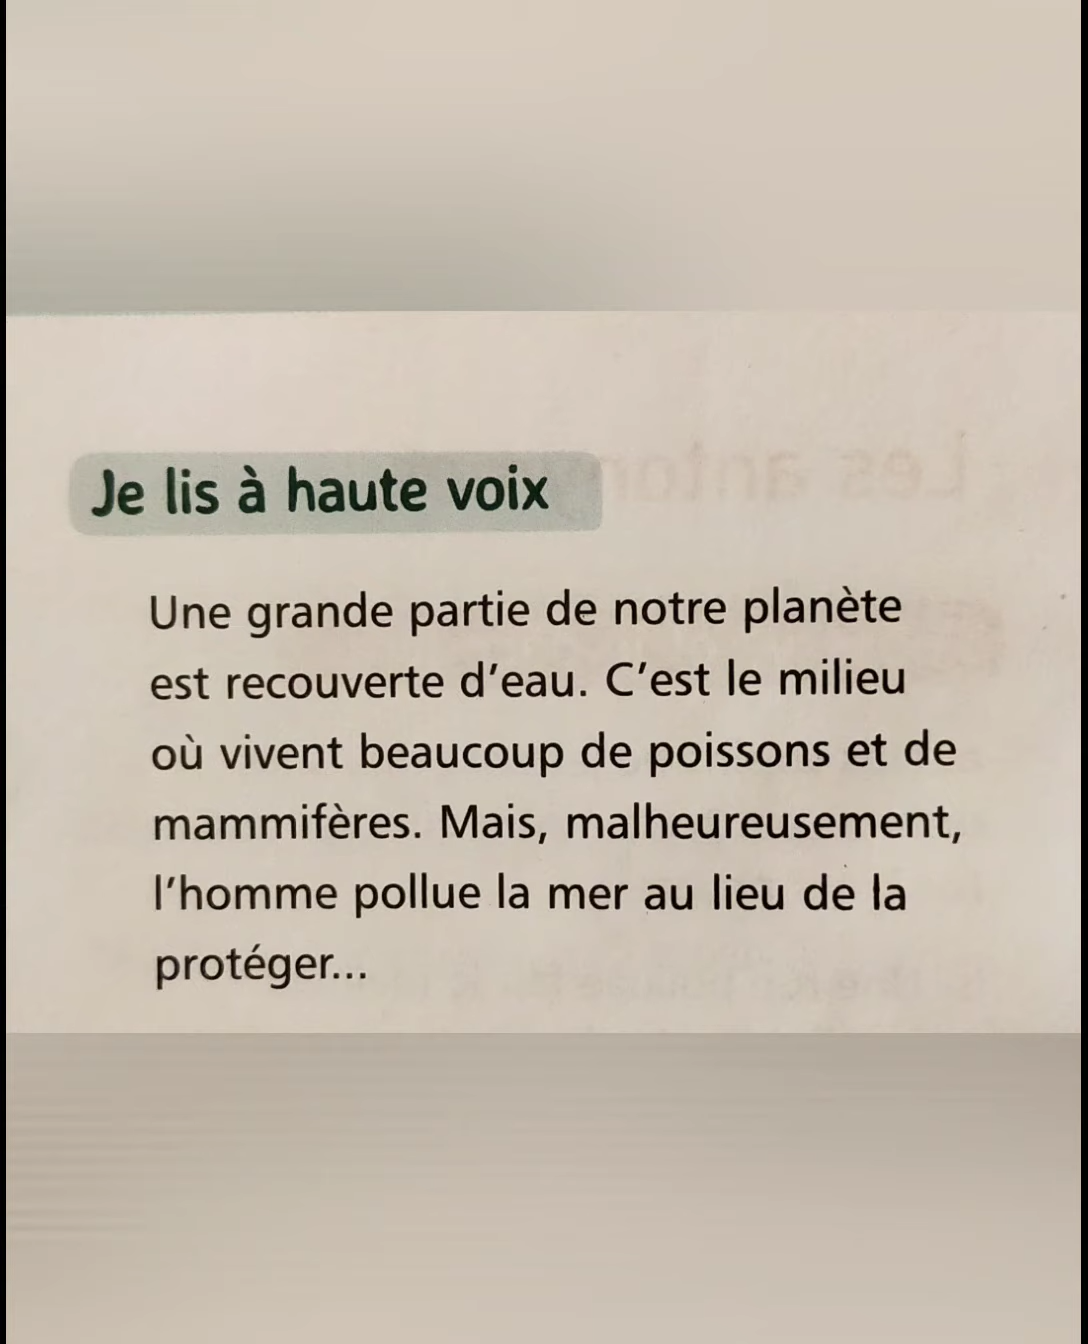 Je lis à haute voix
Une grande partie de notre planète
est recouverte d'eau. C'est le milieu
où vivent beaucoup de poissons et de
mammifères. Mais, malheureusement,
l'homme pollue la mer au lieu de la
protéger...